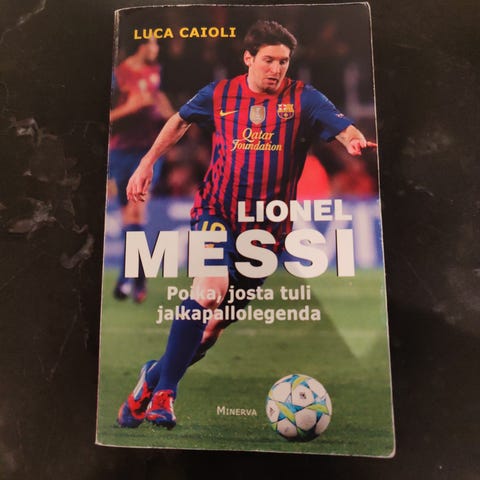 LUCA CAIOLI
Qatar
Foundation
LIONEL
MESSI
Poika, josta tuli
jalkapallolegenda
MINERVA